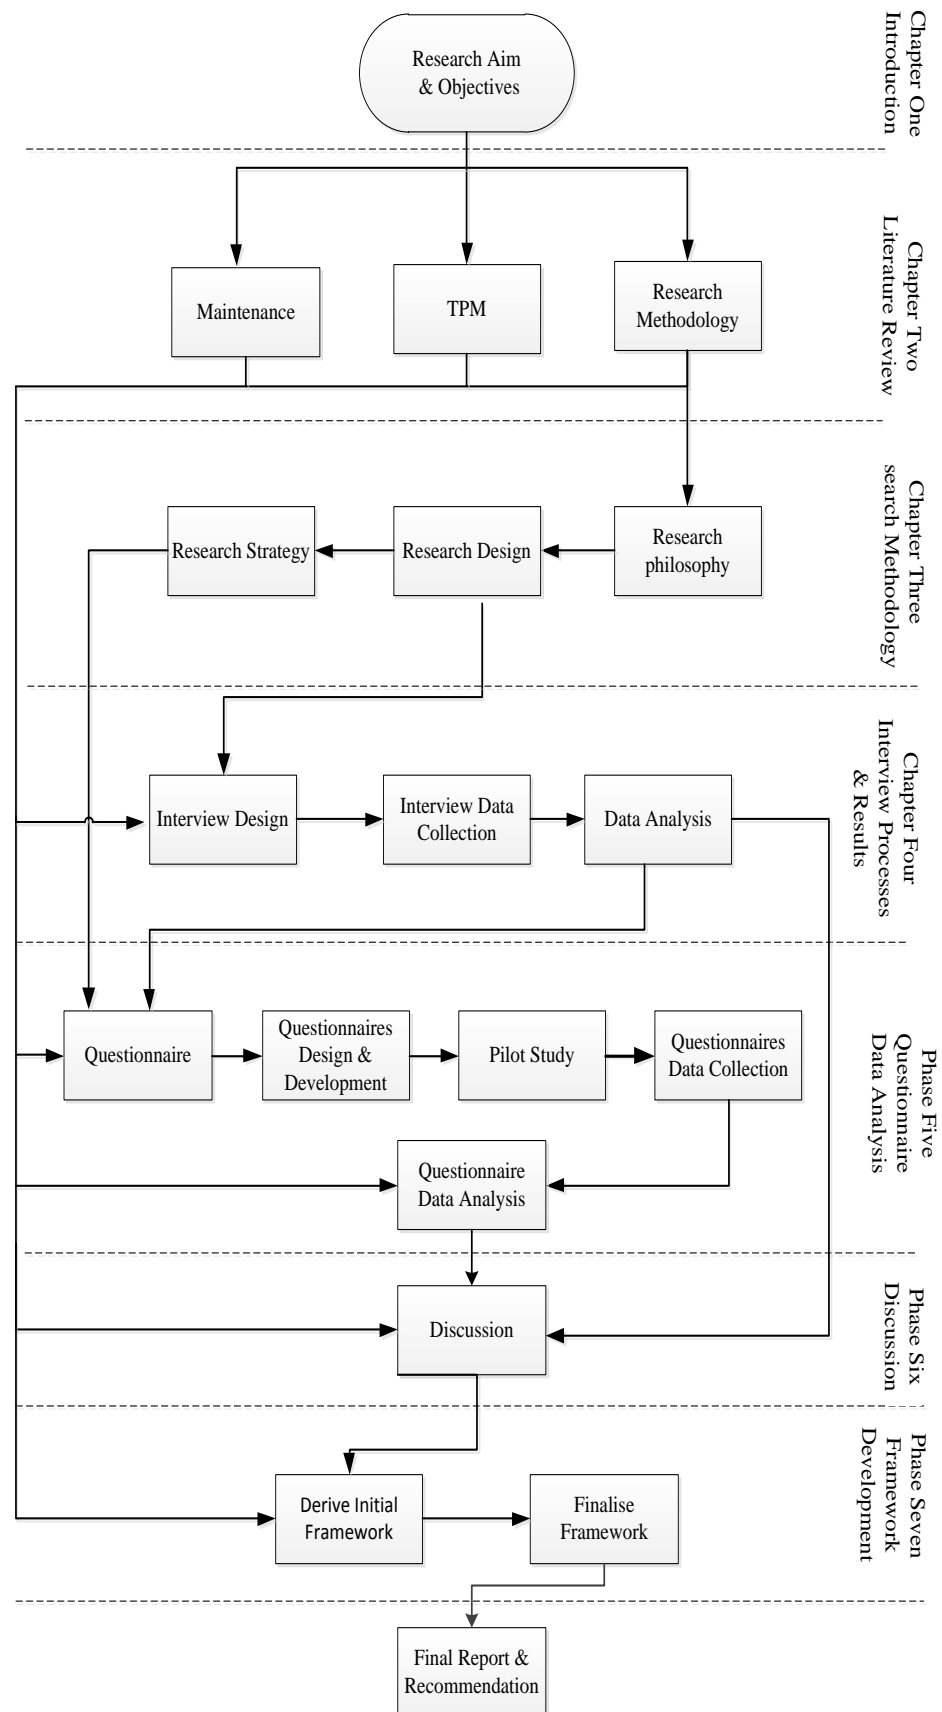 Research Aim
& Objectives
Chapter One
Introduction
Maintenance
TPM
Research
Methodology
Chapter Two
Literature Review
Research Strategy
Research Design
Research
philosophy
Chapter Three
search Methodology
Interview Design
Interview Data
Collection
Data Analysis
Chapter Four
Interview Processes
& Results
Questionnaire
Questionnaires
Design &
Development
Pilot Study
Questionnaires
Data Collection
Questionnaire
Data Analysis
Phase Five
Questionnaire
Data Analysis
Discussion
Phase Six
Discussion
Derive Initial
Framework
Finalise
Framework
Phase Seven
Framework
Development
Final Report &
Recommendation